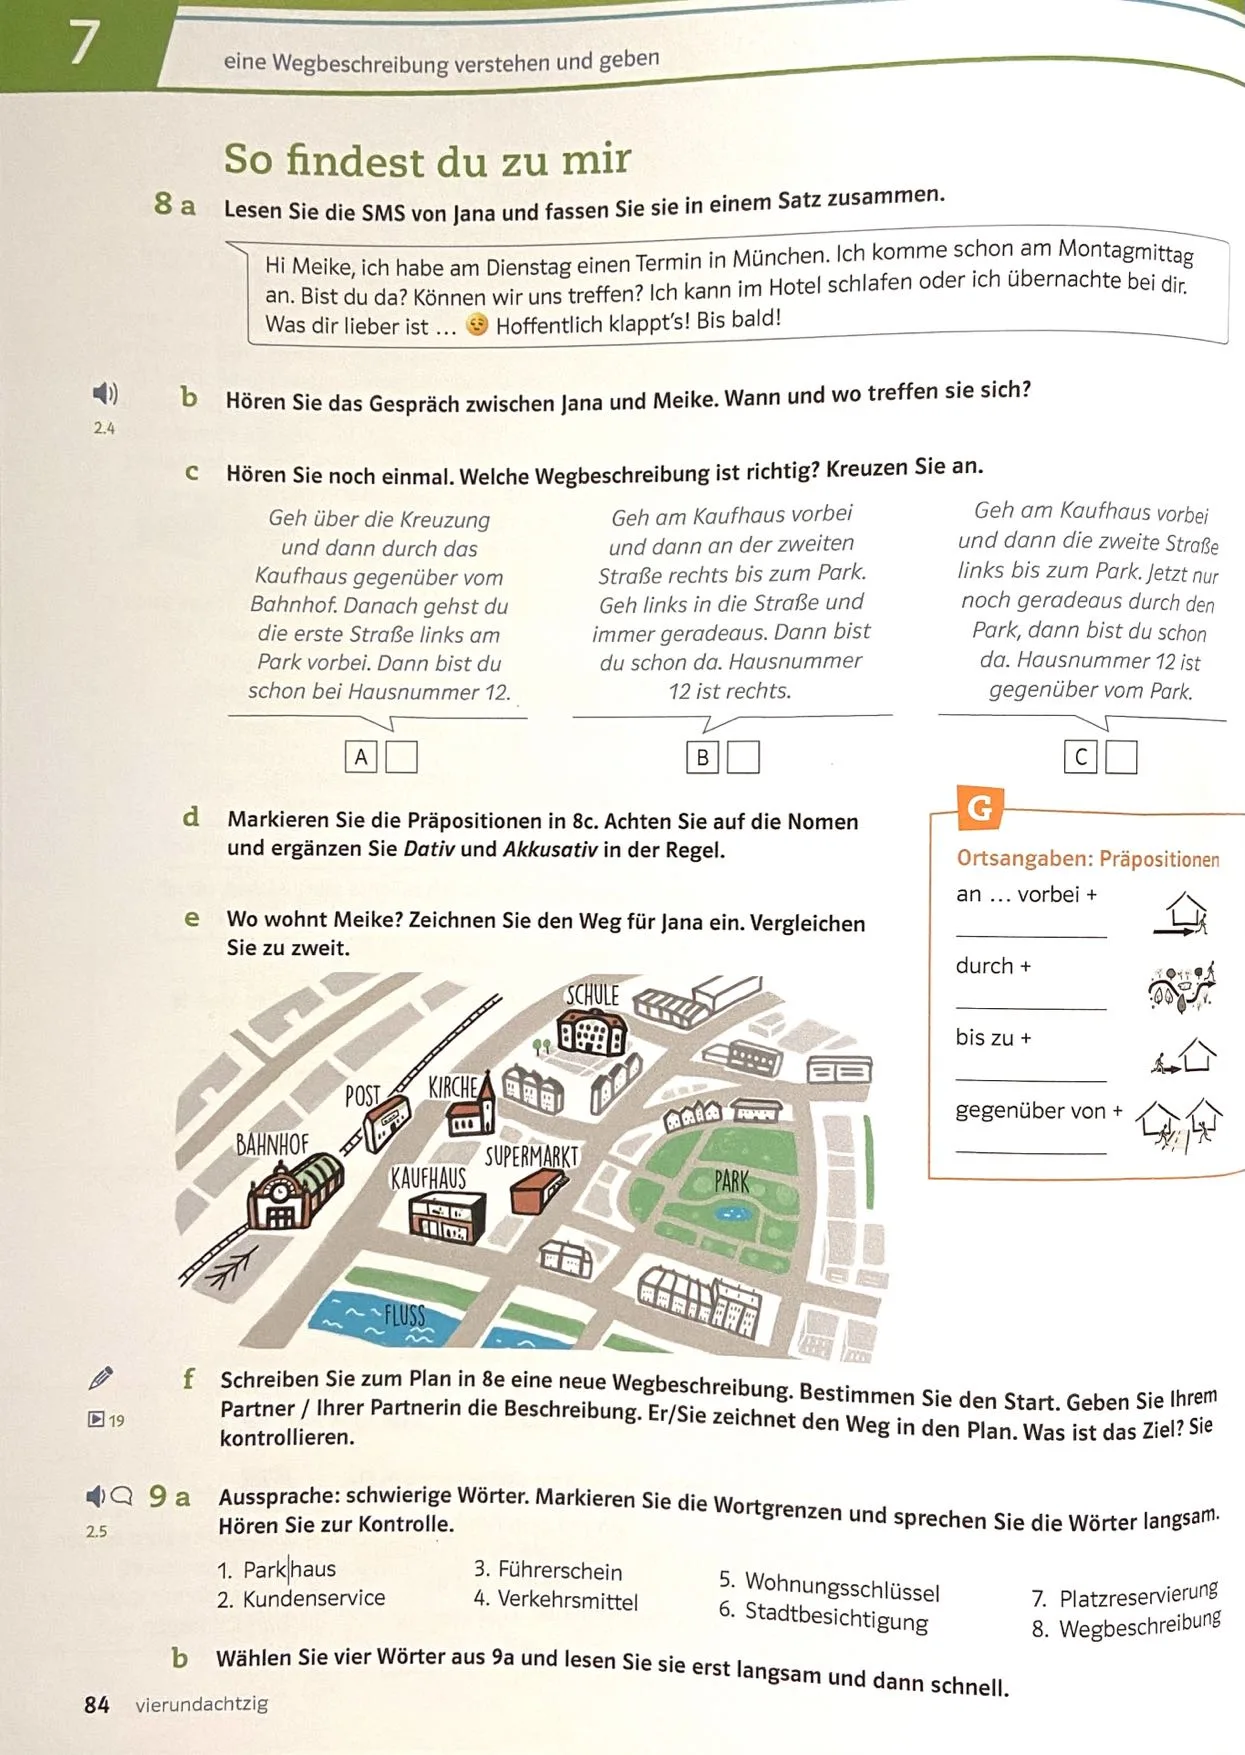 7
eine Wegbeschreibung verstehen und geben
So findest du zu mir
8 a Lesen Sie die SMS von Jana und fassen Sie sie in einem Satz zusammen.
Hi Meike, ich habe am Dienstag einen Termin in München. Ich komme schon am Montagmittag
an. Bist du da? Können wir uns treffen? Ich kann im Hotel schlafen oder ich übernachte bei dir.
Was dir lieber ist ... 😌 Hoffentlich klappt's! Bis bald!
b Hören Sie das Gespräch zwischen Jana und Meike. Wann und wo treffen sie sich?
2.4
c Hören Sie noch einmal. Welche Wegbeschreibung ist richtig? Kreuzen Sie an.
Geh über die Kreuzung
und dann durch das
Kaufhaus gegenüber vom
Bahnhof. Danach gehst du
die erste Straße links am
Park vorbei. Dann bist du
schon bei Hausnummer 12.
A
Geh am Kaufhaus vorbei
und dann an der zweiten
Straße rechts bis zum Park.
Geh links in die Straße und
immer geradeaus. Dann bist
du schon da. Hausnummer
12 ist rechts.
B
Geh am Kaufhaus vorbei
und dann die zweite Straße
links bis zum Park. Jetzt nur
noch geradeaus durch den
Park, dann bist du schon
da. Hausnummer 12 ist
gegenüber vom Park.
C
d Markieren Sie die Präpositionen in 8c. Achten Sie auf die Nomen
und ergänzen Sie Dativ und Akkusativ in der Regel.
G
Ortsangaben: Präpositionen
an ... vorbei +
durch +
bis zu +
gegenüber von +
e Wo wohnt Meike? Zeichnen Sie den Weg für Jana ein. Vergleichen
Sie zu zweit.
SCHULE
POST
KIRCHE
BAHNHOF
SUPERMARKT
KAUFHAUS
PARK
FLUSS
f Schreiben Sie zum Plan in 8e eine neue Wegbeschreibung. Bestimmen Sie den Start. Geben Sie Ihrem
19
Partner / Ihrer Partnerin die Beschreibung. Er/Sie zeichnet den Weg in den Plan. Was ist das Ziel? Sie
kontrollieren.
9 a Aussprache: schwierige Wörter. Markieren Sie die Wortgrenzen und sprechen Sie die Wörter langsam.
2.5
Hören Sie zur Kontrolle.
1. Park|haus
2. Kundenservice
3. Führerschein
4. Verkehrsmittel
5. Wohnungsschlüssel
6. Stadtbesichtigung
7. Platzreservierung
8. Wegbeschreibung
b Wählen Sie vier Wörter aus 9a und lesen Sie sie erst langsam und dann schnell.
84 vierundachtzig